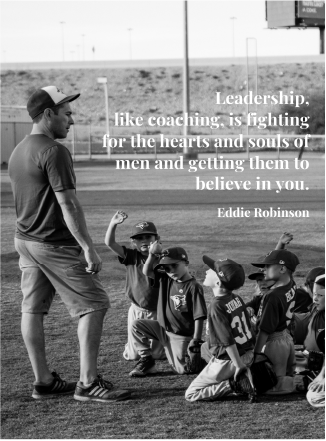 Leadership,
like coaching, is fighting
for the hearts and souls of
men and getting them to
believe in you.
Eddie Robinson
31